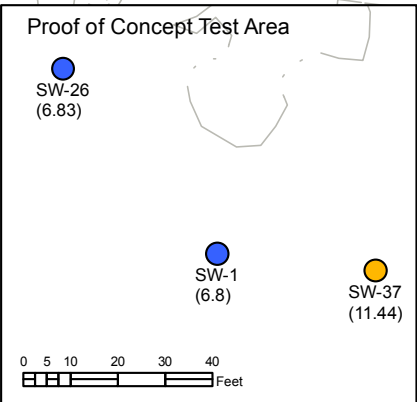 Proof of Concept Test Area
SW-26
(6.83)
SW-1
(6.8)
SW-37
(11.44)
0 5 10 20 30 40
Feet